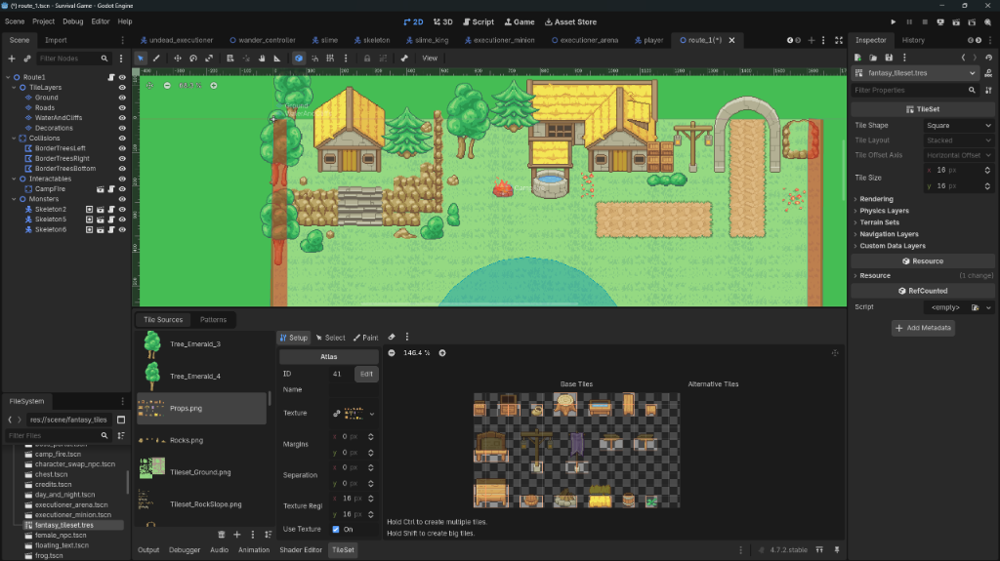 (*) route_1.tscn - Survival Game - Godot Engine
Scene Project Debug Editor Help
2D 3D Script Game Asset Store
Scene Import
undead_executioner wander_controller slime skeleton slime_king executioner_minion executioner_arena player route_1(*)
Inspector History
Filter Nodes
View
fantasy_tileset.tres
Filter Properties
Route1
TileLayers
Ground
Roads
WaterAndCliffs
Decorations
Collisions
BorderTreesLeft
BorderTreesRight
BorderTreesBottom
Interactables
CampFire
Monsters
Skeleton2
Skeleton5
Skeleton6
TileSet
Tile Shape Square
Tile Layout Stacked
Tile Offset Axis Horizontal Offset
Tile Size
x 16 px
y 16 px
Rendering
Physics Layers
Terrain Sets
Navigation Layers
Custom Data Layers
Resource
Resource (1 change)
RefCounted
Script <empty>
Add Metadata
FileSystem
res://scene/fantasy_tiles
Filter Files
camp_fire.tscn
character_swap_npc.tscn
chest.tscn
credits.tscn
day_and_night.tscn
executioner_arena.tscn
executioner_minion.tscn
fantasy_tileset.tres
female_npc.tscn
floating_text.tscn
frog.tscn
Tile Sources Patterns
Tree_Emerald_3
Tree_Emerald_4
Props.png
Rocks.png
Tileset_Ground.png
Tileset_RockSlope.png
Setup Select Paint
Atlas
ID 41 Edit
Name
Texture
Margins
x 0 px
y 0 px
Separation
x 0 px
y 0 px
Texture Regi
x 16 px
y 16 px
Use Texture On
146.4 %
Base Tiles Alternative Tiles
Hold Ctrl to create multiple tiles.
Hold Shift to create big tiles.
Output Debugger Audio Animation Shader Editor TileSet
4.7.2.stable